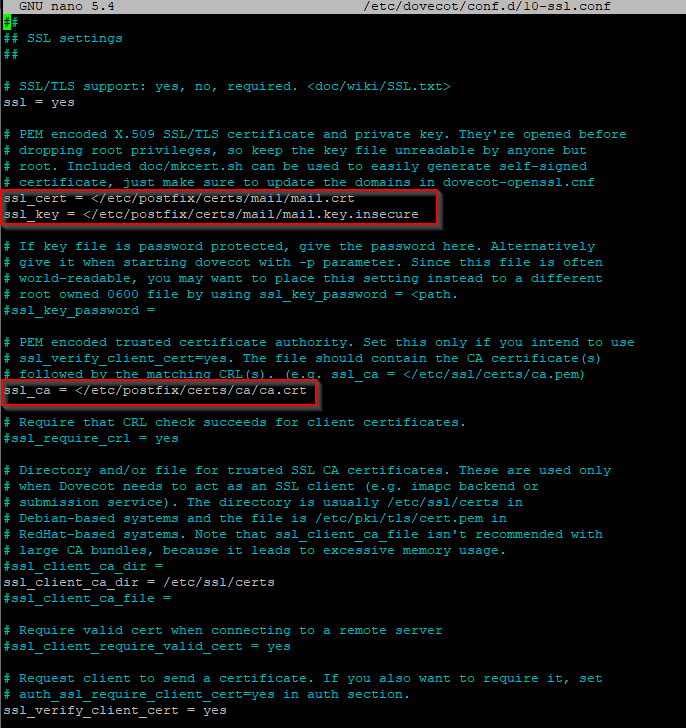 GNU nano 5.4 /etc/dovecot/conf.d/10-ssl.conf
##
## SSL settings
##
# SSL/TLS support: yes, no, required. <doc/wiki/SSL.txt>
ssl = yes
# PEM encoded X.509 SSL/TLS certificate and private key. They're opened before
# dropping root privileges, so keep the key file unreadable by anyone but
# root. Included doc/mkcert.sh can be used to easily generate self-signed
# certificate, just make sure to update the domains in dovecot-openssl.cnf
ssl_cert = </etc/postfix/certs/mail/mail.crt
ssl_key = </etc/postfix/certs/mail/mail.key.insecure
# If key file is password protected, give the password here. Alternatively
# give it when starting dovecot with -p parameter. Since this file is often
# world-readable, you may want to place this setting instead to a different
# root owned 0600 file by using ssl_key_password = <path.
#ssl_key_password =
# PEM encoded trusted certificate authority. Set this only if you intend to use
# ssl_verify_client_cert=yes. The file should contain the CA certificate(s)
# followed by the matching CRL(s). (e.g. ssl_ca = </etc/ssl/certs/ca.pem)
ssl_ca = </etc/postfix/certs/ca/ca.crt
# Require that CRL check succeeds for client certificates.
#ssl_require_crl = yes
# Directory and/or file for trusted SSL CA certificates. These are used only
# when Dovecot needs to act as an SSL client (e.g. imapc backend or
# submission service). The directory is usually /etc/ssl/certs in
# Debian-based systems and the file is /etc/pki/tls/cert.pem in
# RedHat-based systems. Note that ssl_client_ca_file isn't recommended with
# large CA bundles, because it leads to excessive memory usage.
#ssl_client_ca_dir =
ssl_client_ca_dir = /etc/ssl/certs
#ssl_client_ca_file =
# Require valid cert when connecting to a remote server
#ssl_client_require_valid_cert = yes
# Request client to send a certificate. If you also want to require it, set
# auth_ssl_require_client_cert=yes in auth section.
ssl_verify_client_cert = yes